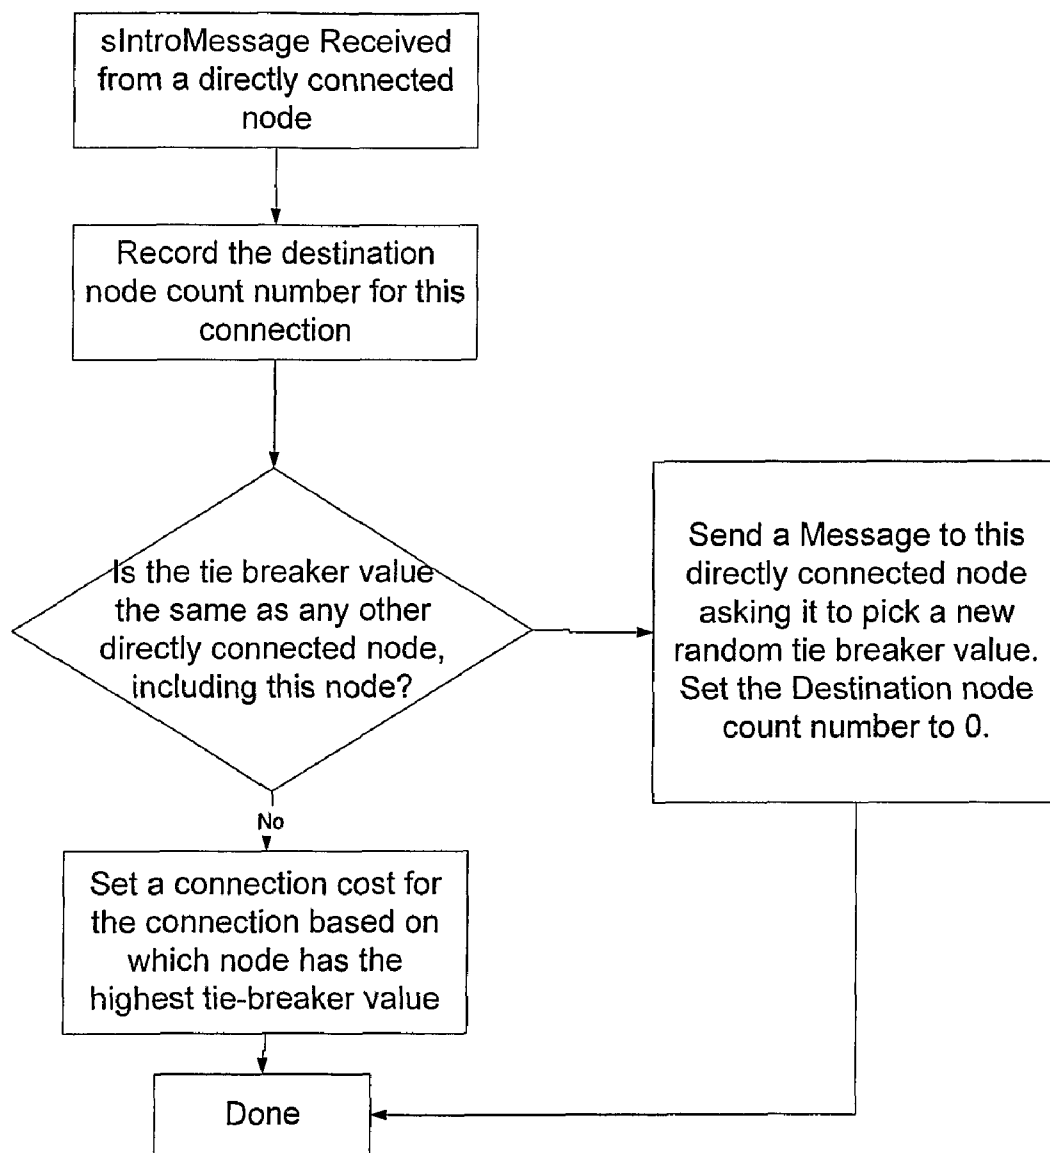 sIntroMessage Received
from a directly connected
node
Record the destination
node count number for this
connection
Is the tie breaker value
the same as any other
directly connected node,
including this node?
Send a Message to this
directly connected node
asking it to pick a new
random tie breaker value.
Set the Destination node
count number to 0.
No
Set a connection cost for
the connection based on
which node has the
highest tie-breaker value
Done